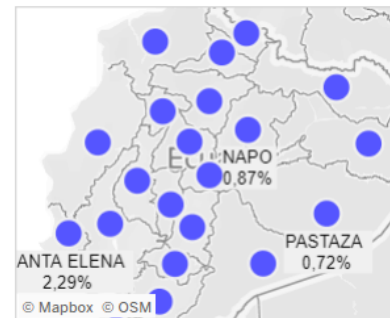 NAPO
0,87%
PASTAZA
0,72%
ANTA ELENA
2,29%
© Mapbox © OSM